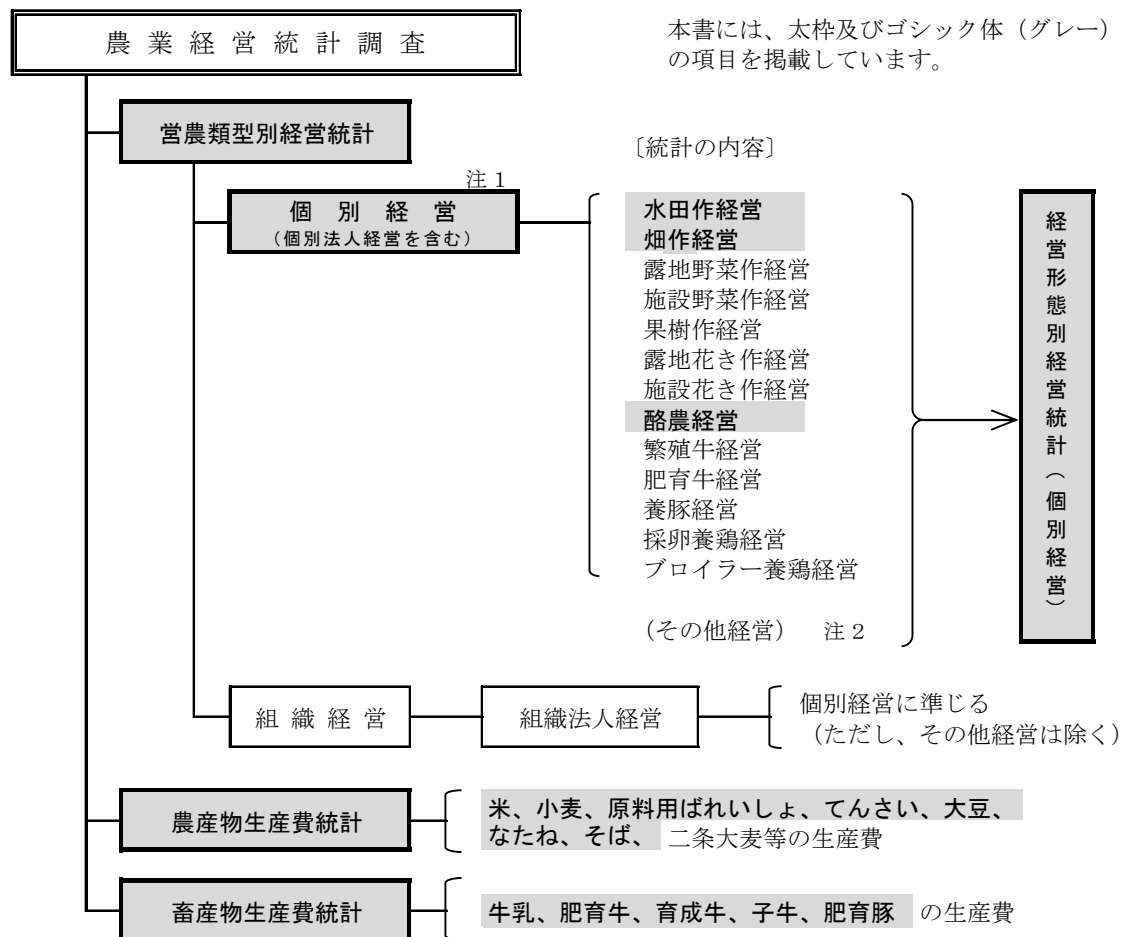 農業経営統計調査
本書には、太枠及びゴシック体（グレー）
の項目を掲載しています。
営農類型別経営統計
〔統計の内容〕
注１
個別経営
（個別法人経営を含む）
水田作経営
畑作経営
露地野菜作経営
施設野菜作経営
果樹作経営
露地花き作経営
施設花き作経営
酪農経営
繁殖牛経営
肥育牛経営
養豚経営
採卵養鶏経営
ブロイラー養鶏経営
（その他経営）　注２
経営形態別経営統計（個別経営）
組織経営
組織法人経営
個別経営に準じる
（ただし、その他経営は除く）
農産物生産費統計
米、小麦、原料用ばれいしょ、てんさい、大豆、
なたね、そば、二条大麦等の生産費
畜産物生産費統計
牛乳、肥育牛、育成牛、子牛、肥育豚　の生産費